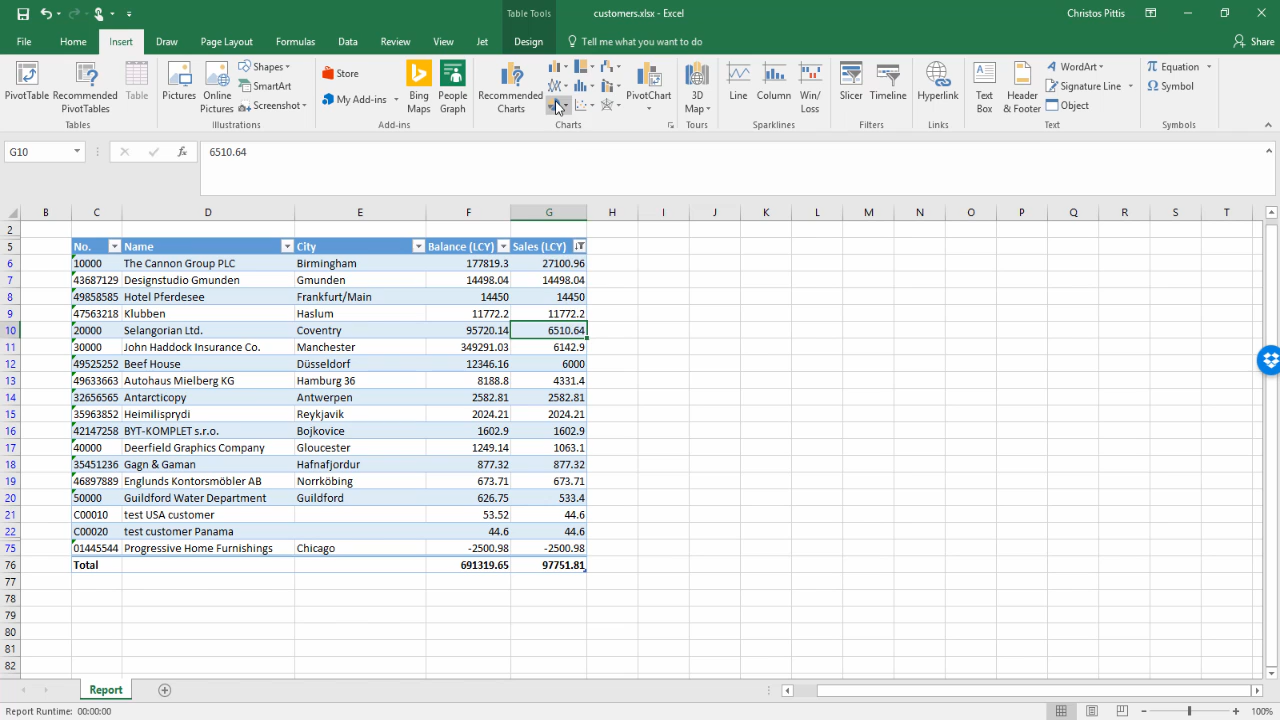 Table Tools
customers.xlsx - Excel
Christos Pittis
File Home Insert Draw Page Layout Formulas Data Review View Jet Design Tell me what you want to do Share
PivotTable
Recommended PivotTables
Table
Tables
Pictures
Online Pictures
Shapes
SmartArt
Screenshot
Illustrations
Store
My Add-ins
Bing Maps
People Graph
Add-ins
Recommended Charts
PivotChart
Charts
3D Map
Tours
Line
Column
Win/Loss
Sparklines
Slicer
Timeline
Filters
Hyperlink
Links
Text Box
Header & Footer
WordArt
Signature Line
Object
Text
Equation
Symbol
Symbols
G10 fx 6510.64
B C D E F G H I J K L M N O P Q R S T
2
5 No. Name City Balance (LCY) Sales (LCY)
6 10000 The Cannon Group PLC Birmingham 177819.3 27100.96
7 43687129 Designstudio Gmunden Gmunden 14498.04 14498.04
8 49858585 Hotel Pferdesee Frankfurt/Main 14450 14450
9 47563218 Klubben Haslum 11772.2 11772.2
10 20000 Selangorian Ltd. Coventry 95720.14 6510.64
11 30000 John Haddock Insurance Co. Manchester 349291.03 6142.9
12 49525252 Beef House Düsseldorf 12346.16 6000
13 49633663 Autohaus Mielberg KG Hamburg 36 8188.8 4331.4
14 32656565 Antarcticopy Antwerpen 2582.81 2582.81
15 35963852 Heimilisprydi Reykjavik 2024.21 2024.21
16 42147258 BYT-KOMPLET s.r.o. Bojkovice 1602.9 1602.9
17 40000 Deerfield Graphics Company Gloucester 1249.14 1063.1
18 35451236 Gagn & Gaman Hafnafjordur 877.32 877.32
19 46897889 Englunds Kontorsmöbler AB Norrköbing 673.71 673.71
20 50000 Guildford Water Department Guildford 626.75 533.4
21 C00010 test USA customer 53.52 44.6
22 C00020 test customer Panama 44.6 44.6
75 01445544 Progressive Home Furnishings Chicago -2500.98 -2500.98
76 Total 691319.65 97751.81
77
78
79
80
82
Report
Report Runtime: 00:00:00
100%